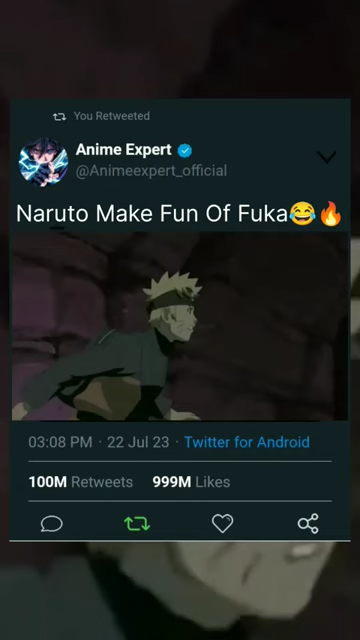 You Retweeted
Anime Expert
@Animeexpert_official
Naruto Make Fun Of Fuka😂🔥
03:08 PM · 22 Jul 23 · Twitter for Android
100M Retweets 999M Likes